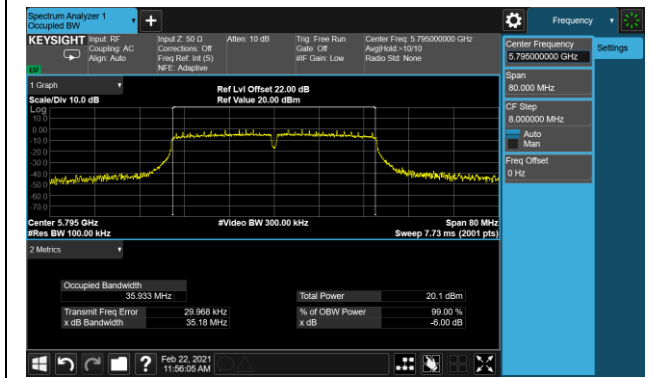 Spectrum Analyzer 1
Occupied BW
+
Frequency
KEYSIGHT
Input: RF
Coupling: AC
Align: Auto
Input Z: 50 Ω
Corrections: Off
Freq Ref: Int (S)
NFE: Adaptive
Atten: 10 dB
Trig: Free Run
Gate: Off
#IF Gain: Low
Center Freq: 5.795000000 GHz
Avg|Hold:>10/10
Radio Std: None
Center Frequency
5.795000000 GHz
Settings
Span
80.000 MHz
CF Step
8.000000 MHz
Auto
Man
Freq Offset
0 Hz
1 Graph
Scale/Div 10.0 dB
Ref Lvl Offset 22.00 dB
Ref Value 20.00 dBm
Log
10.0
0.00
-10.0
-20.0
-30.0
-40.0
-50.0
-60.0
-70.0
Center 5.795 GHz
#Res BW 100.00 kHz
#Video BW 300.00 kHz
Span 80 MHz
Sweep 7.73 ms (2001 pts)
2 Metrics
Occupied Bandwidth
35.933 MHz
Total Power 20.1 dBm
Transmit Freq Error 29.968 kHz
% of OBW Power 99.00 %
x dB Bandwidth 35.18 MHz
x dB -6.00 dB
?
Feb 22, 2021
11:56:05 AM